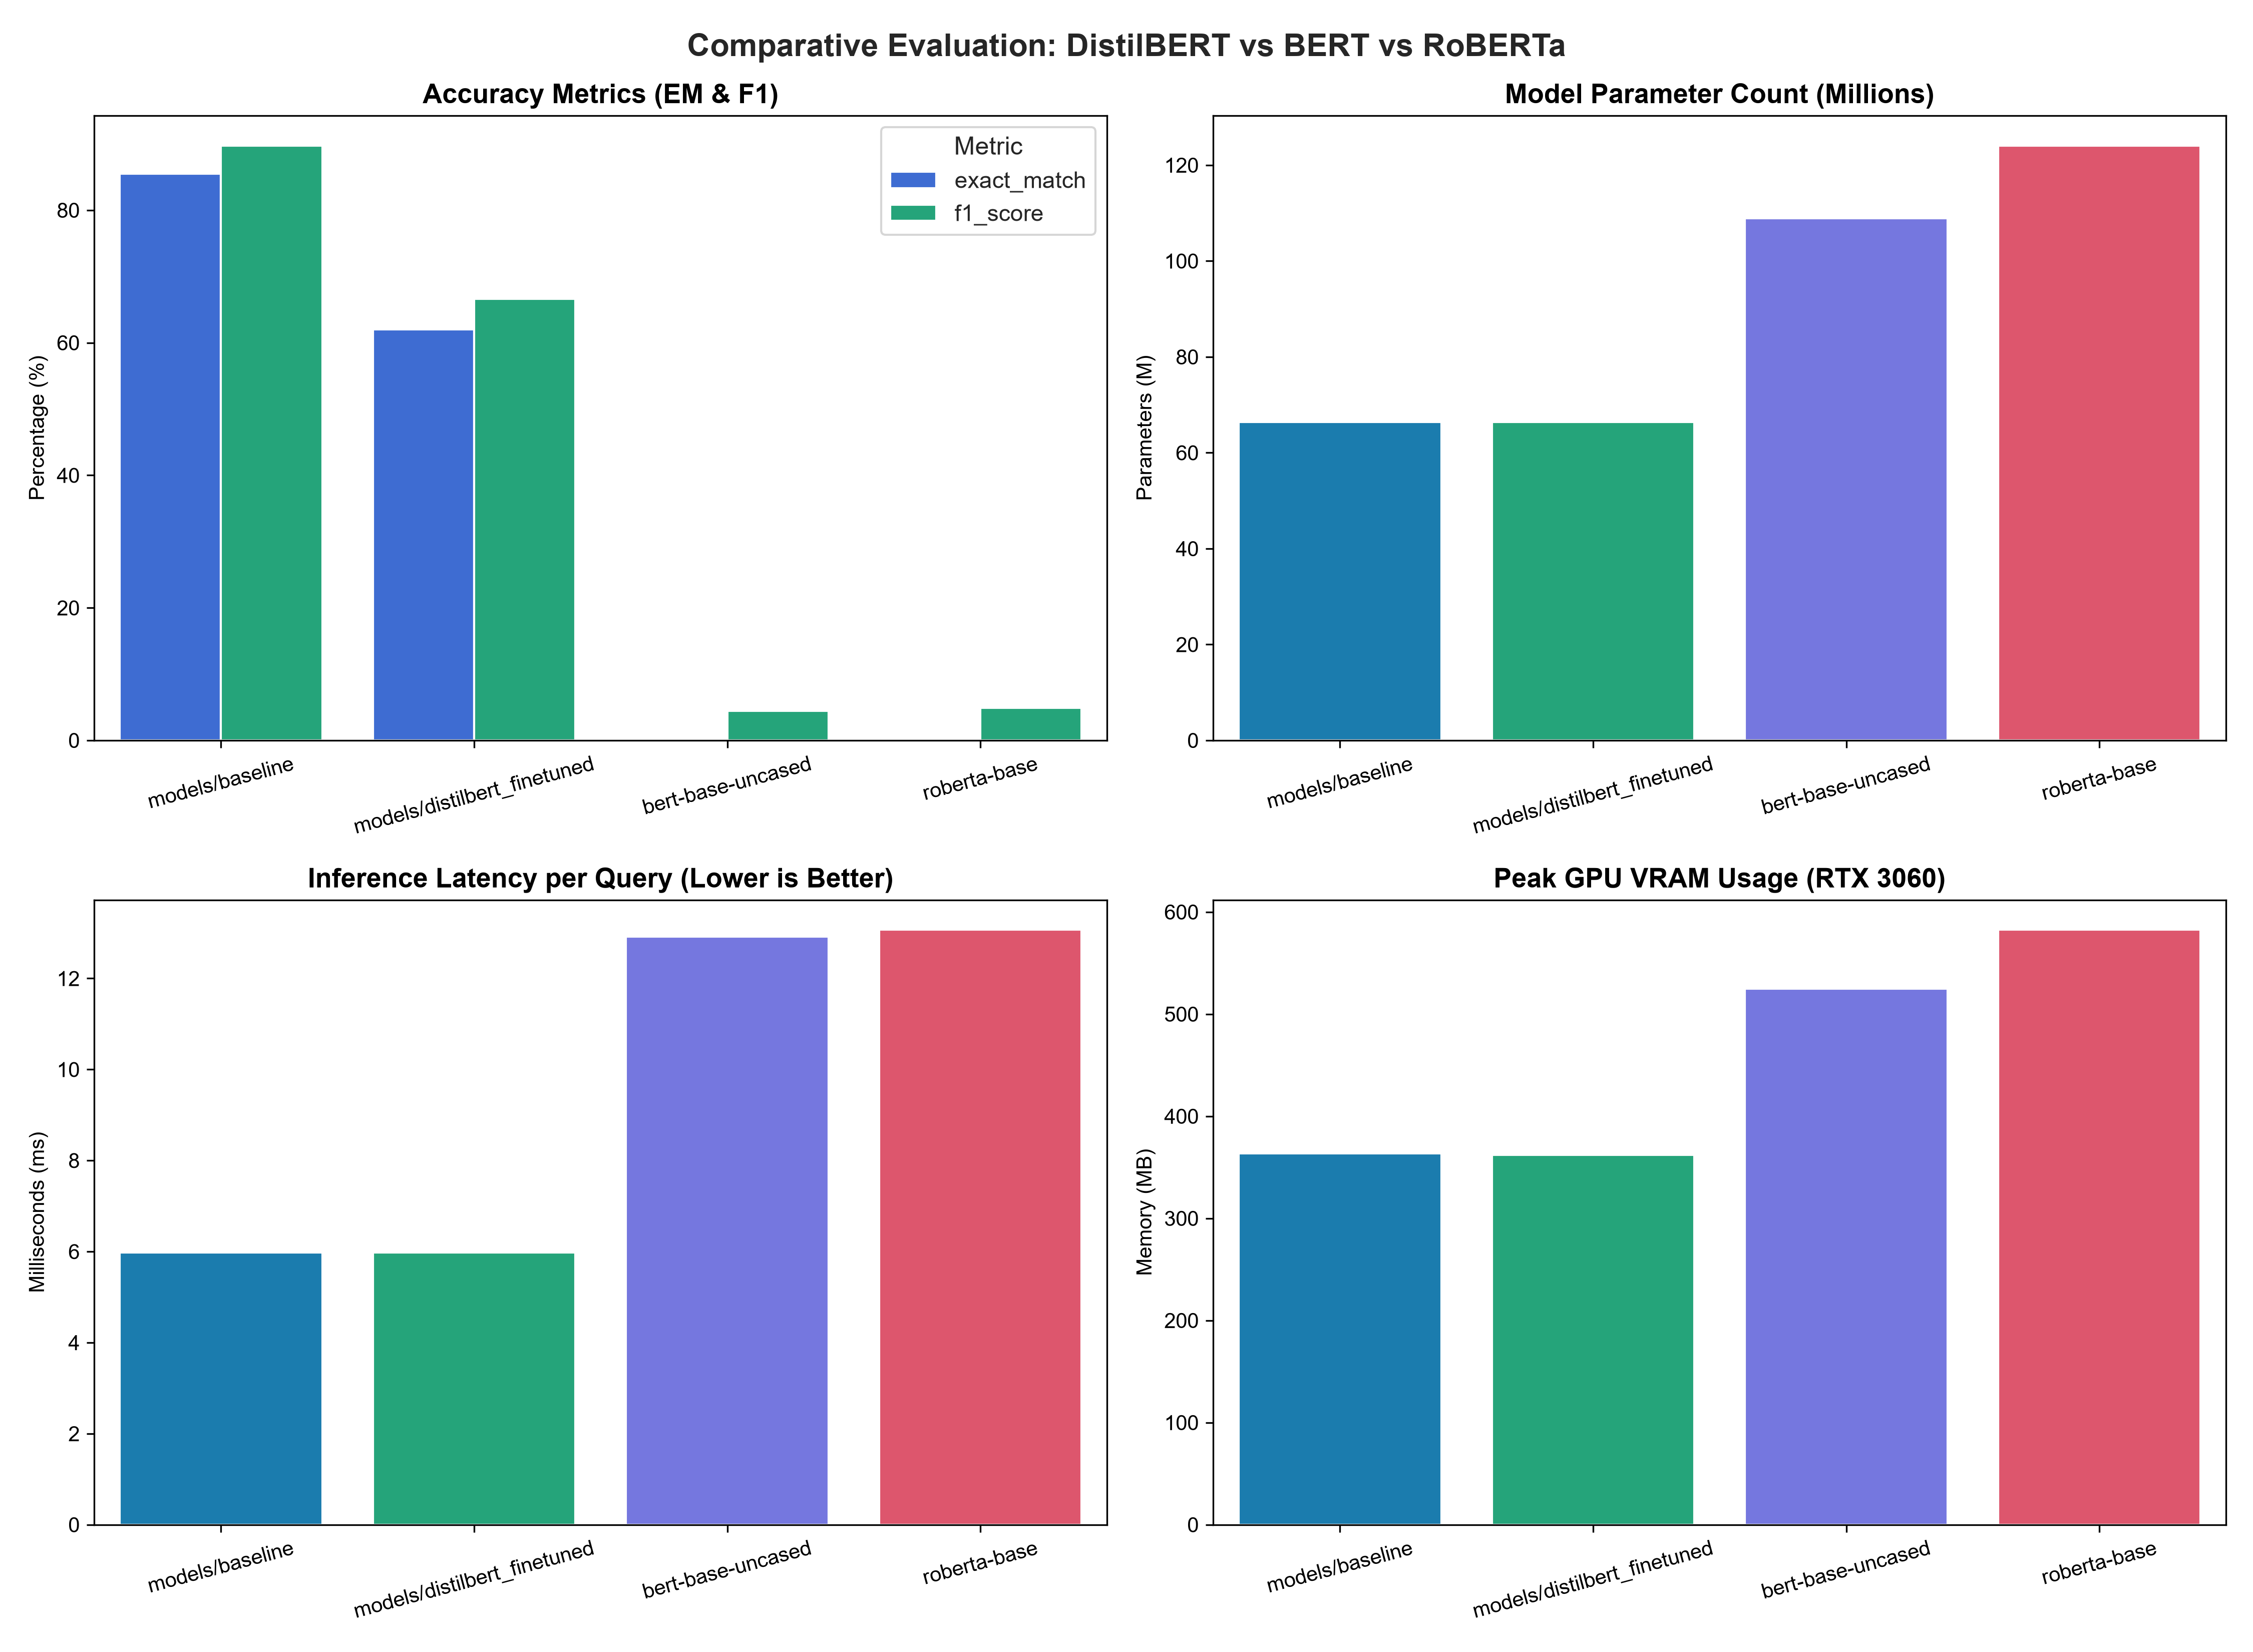 Comparative Evaluation: DistilBERT vs BERT vs RoBERTa
Accuracy Metrics (EM & F1)
Metric
exact_match
f1_score
Percentage (%)
80
60
40
20
0
models/baseline
models/distilbert_finetuned
bert-base-uncased
roberta-base
Model Parameter Count (Millions)
Parameters (M)
120
100
80
60
40
20
0
models/baseline
models/distilbert_finetuned
bert-base-uncased
roberta-base
Inference Latency per Query (Lower is Better)
Milliseconds (ms)
12
10
8
6
4
2
0
models/baseline
models/distilbert_finetuned
bert-base-uncased
roberta-base
Peak GPU VRAM Usage (RTX 3060)
Memory (MB)
600
500
400
300
200
100
0
models/baseline
models/distilbert_finetuned
bert-base-uncased
roberta-base